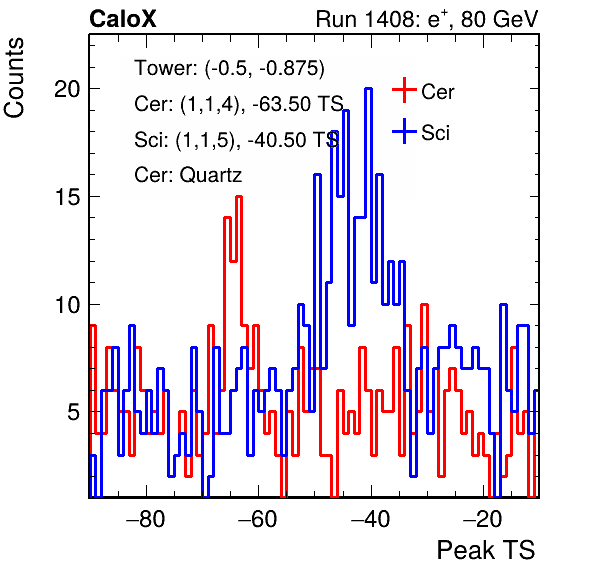 CaloX Run 1408: e⁺, 80 GeV
Counts
Tower: (-0.5, -0.875)
Cer: (1,1,4), -63.50 TS
Sci: (1,1,5), -40.50 TS
Cer: Quartz
Cer
Sci
20
15
10
5
−80 −60 −40 −20
Peak TS